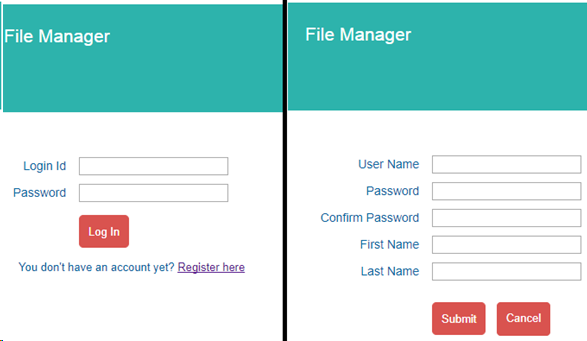 File Manager
Login Id
Password
Log In
You don't have an account yet? Register here
File Manager
User Name
Password
Confirm Password
First Name
Last Name
Submit Cancel